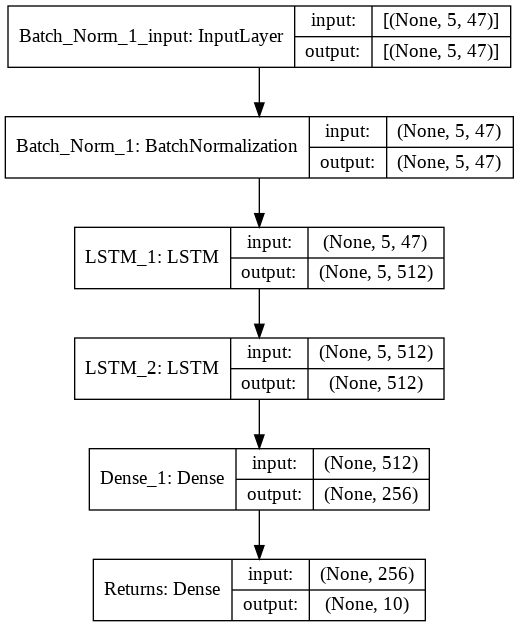 Batch_Norm_1_input: InputLayer
input: [(None, 5, 47)]
output: [(None, 5, 47)]
Batch_Norm_1: BatchNormalization
input: (None, 5, 47)
output: (None, 5, 47)
LSTM_1: LSTM
input: (None, 5, 47)
output: (None, 5, 512)
LSTM_2: LSTM
input: (None, 5, 512)
output: (None, 512)
Dense_1: Dense
input: (None, 512)
output: (None, 256)
Returns: Dense
input: (None, 256)
output: (None, 10)